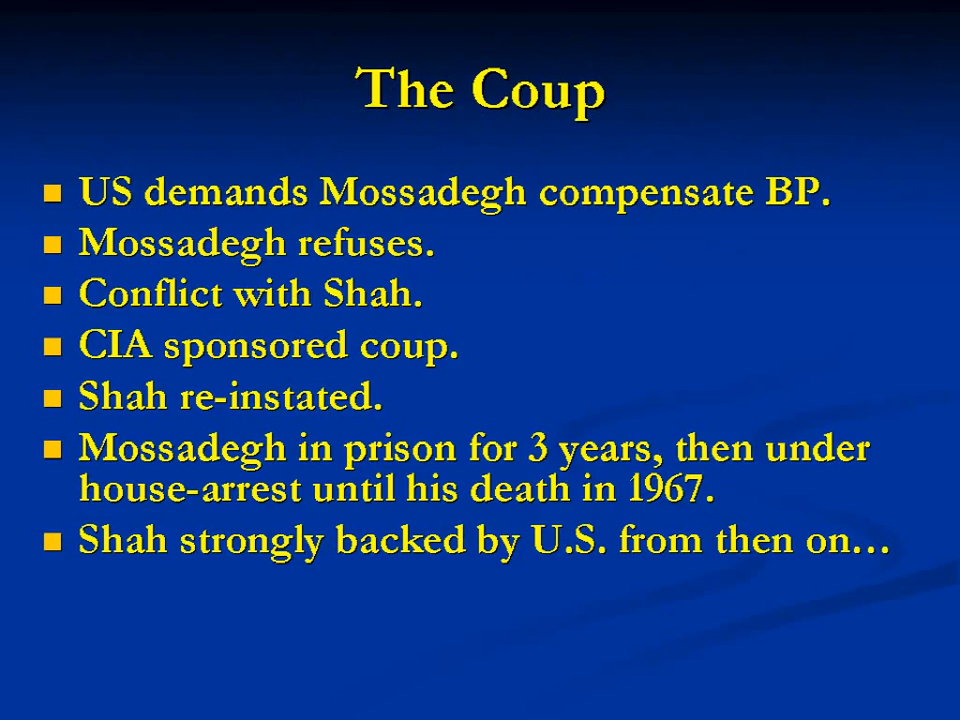 The Coup
US demands Mossadegh compensate BP.
Mossadegh refuses.
Conflict with Shah.
CIA sponsored coup.
Shah re-instated.
Mossadegh in prison for 3 years, then under
house-arrest until his death in 1967.
Shah strongly backed by U.S. from then on…